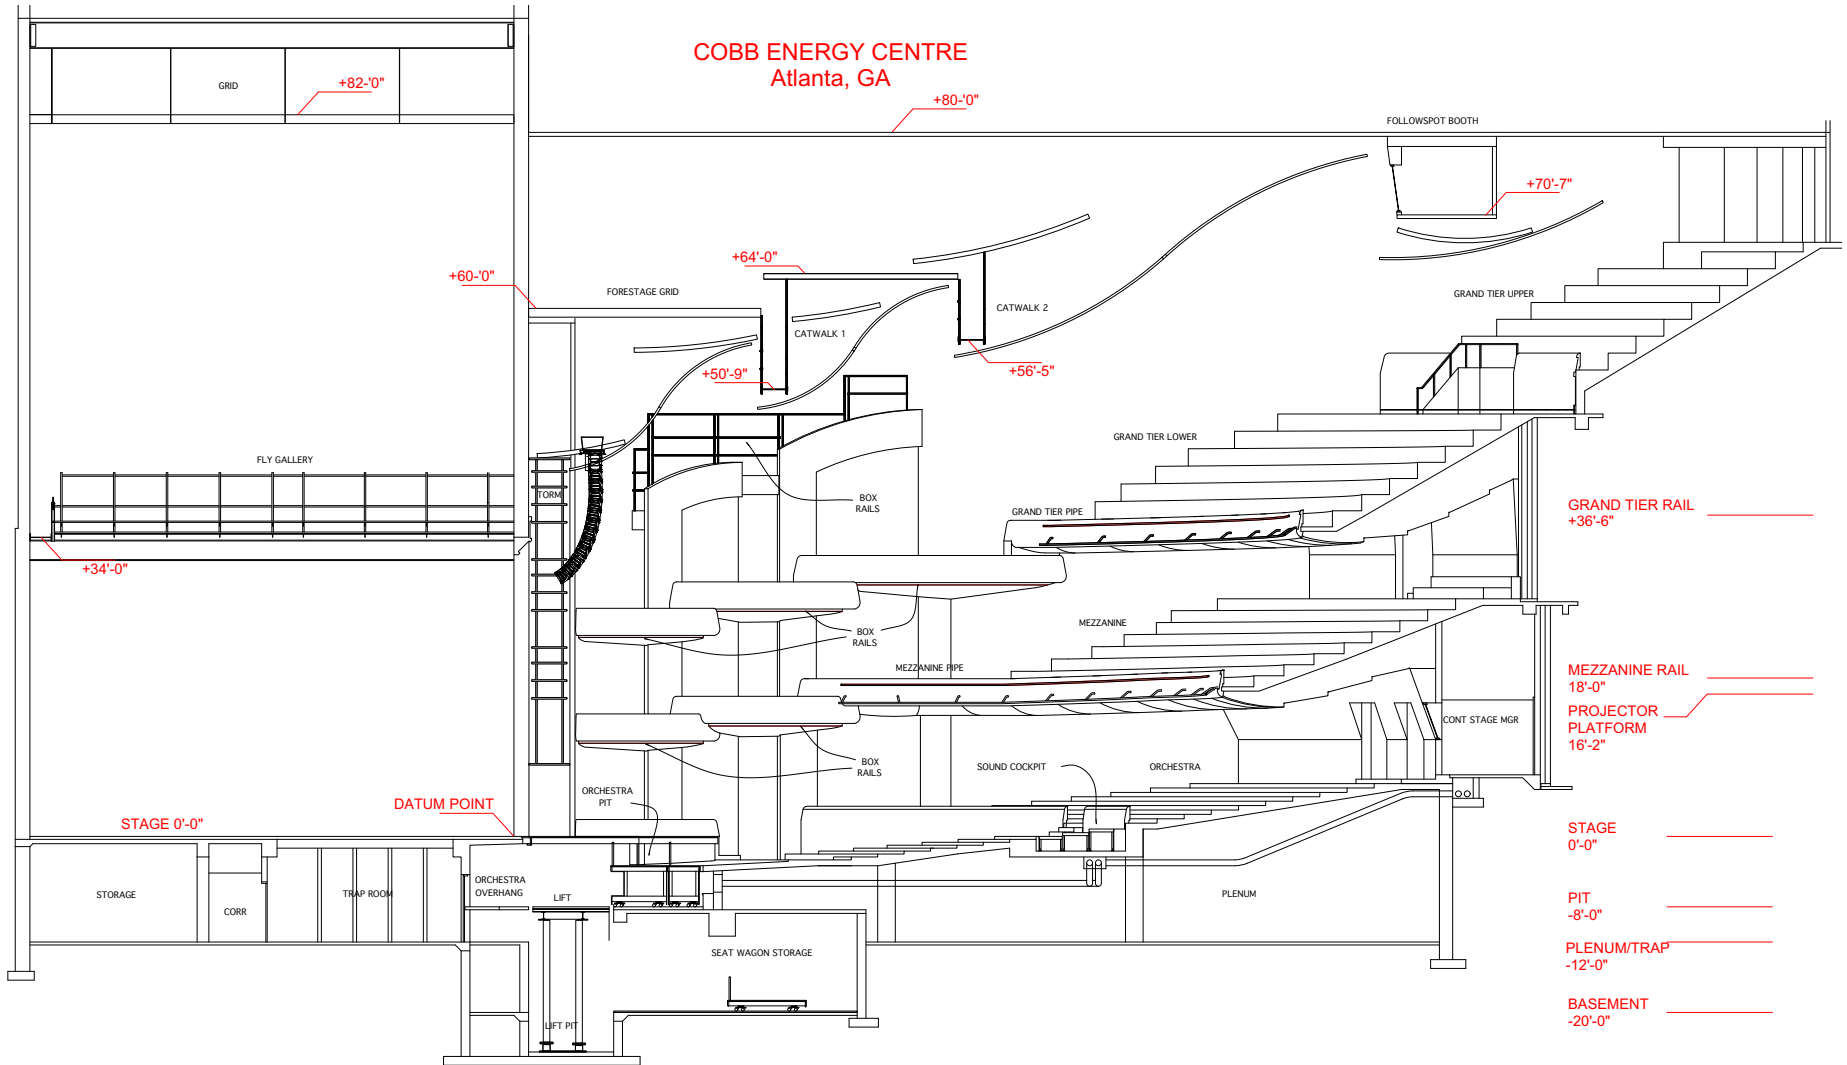 COBB ENERGY CENTRE
Atlanta, GA
GRID
+82-'0"
+80-'0"
FOLLOWSPOT BOOTH
+70'-7"
+64'-0"
+60-'0"
FORESTAGE GRID
CATWALK 1
CATWALK 2
GRAND TIER UPPER
+50'-9"
+56'-5"
GRAND TIER LOWER
FLY GALLERY
TORM
BOX
RAILS
GRAND TIER PIPE
GRAND TIER RAIL
+36'-6"
+34'-0"
BOX
RAILS
MEZZANINE
MEZZANINE PIPE
MEZZANINE RAIL
18'-0"
PROJECTOR
PLATFORM
16'-2"
CONT STAGE MGR
BOX
RAILS
SOUND COCKPIT
ORCHESTRA
ORCHESTRA
PIT
DATUM POINT
STAGE 0'-0"
STAGE
0'-0"
STORAGE
CORR
TRAP ROOM
ORCHESTRA
OVERHANG
LIFT
PLENUM
PIT
-8'-0"
SEAT WAGON STORAGE
PLENUM/TRAP
-12'-0"
BASEMENT
-20'-0"
LIFT PIT